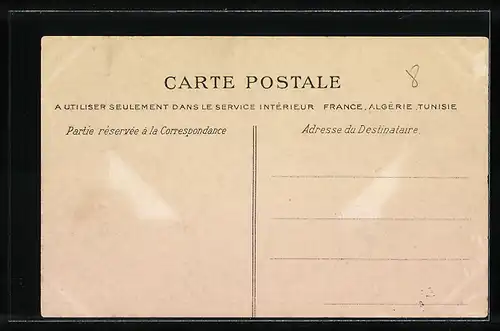 CARTE POSTALE
8
A UTILISER SEULEMENT DANS LE SERVICE INTÉRIEUR FRANCE, ALGÉRIE, TUNISIE
Partie réservée à la Correspondance
Adresse du Destinataire.